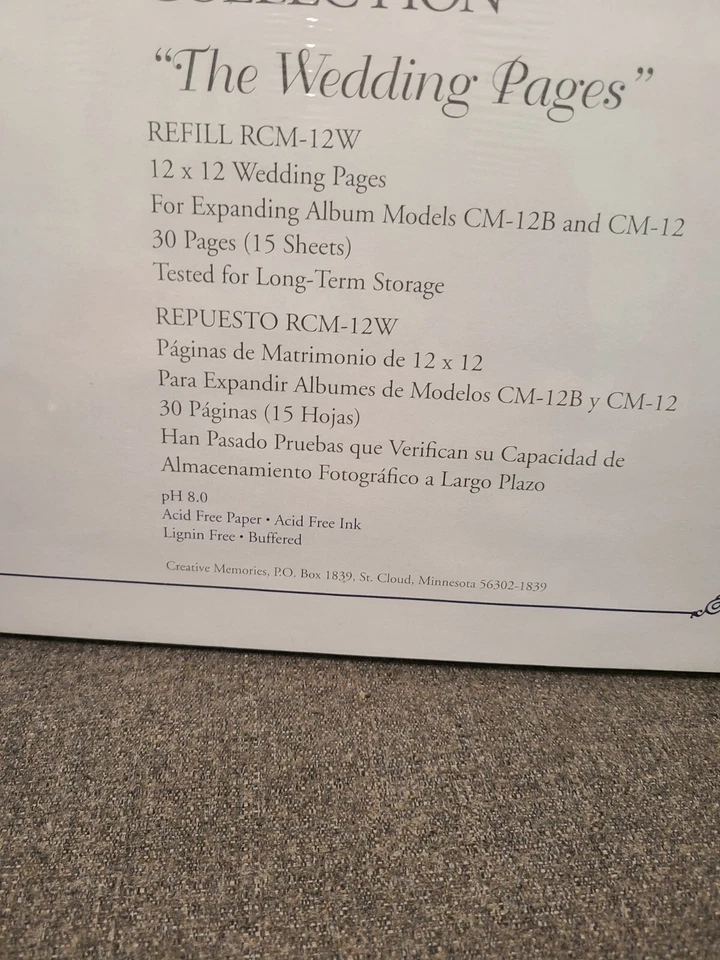 COLLECTION
“The Wedding Pages”
REFILL RCM-12W
12 x 12 Wedding Pages
For Expanding Album Models CM-12B and CM-12
30 Pages (15 Sheets)
Tested for Long-Term Storage
REPUESTO RCM-12W
Páginas de Matrimonio de 12 x 12
Para Expandir Albumes de Modelos CM-12B y CM-12
30 Páginas (15 Hojas)
Han Pasado Pruebas que Verifican su Capacidad de
Almacenamiento Fotográfico a Largo Plazo
pH 8.0
Acid Free Paper • Acid Free Ink
Lignin Free • Buffered
Creative Memories, P.O. Box 1839, St. Cloud, Minnesota 56302-1839